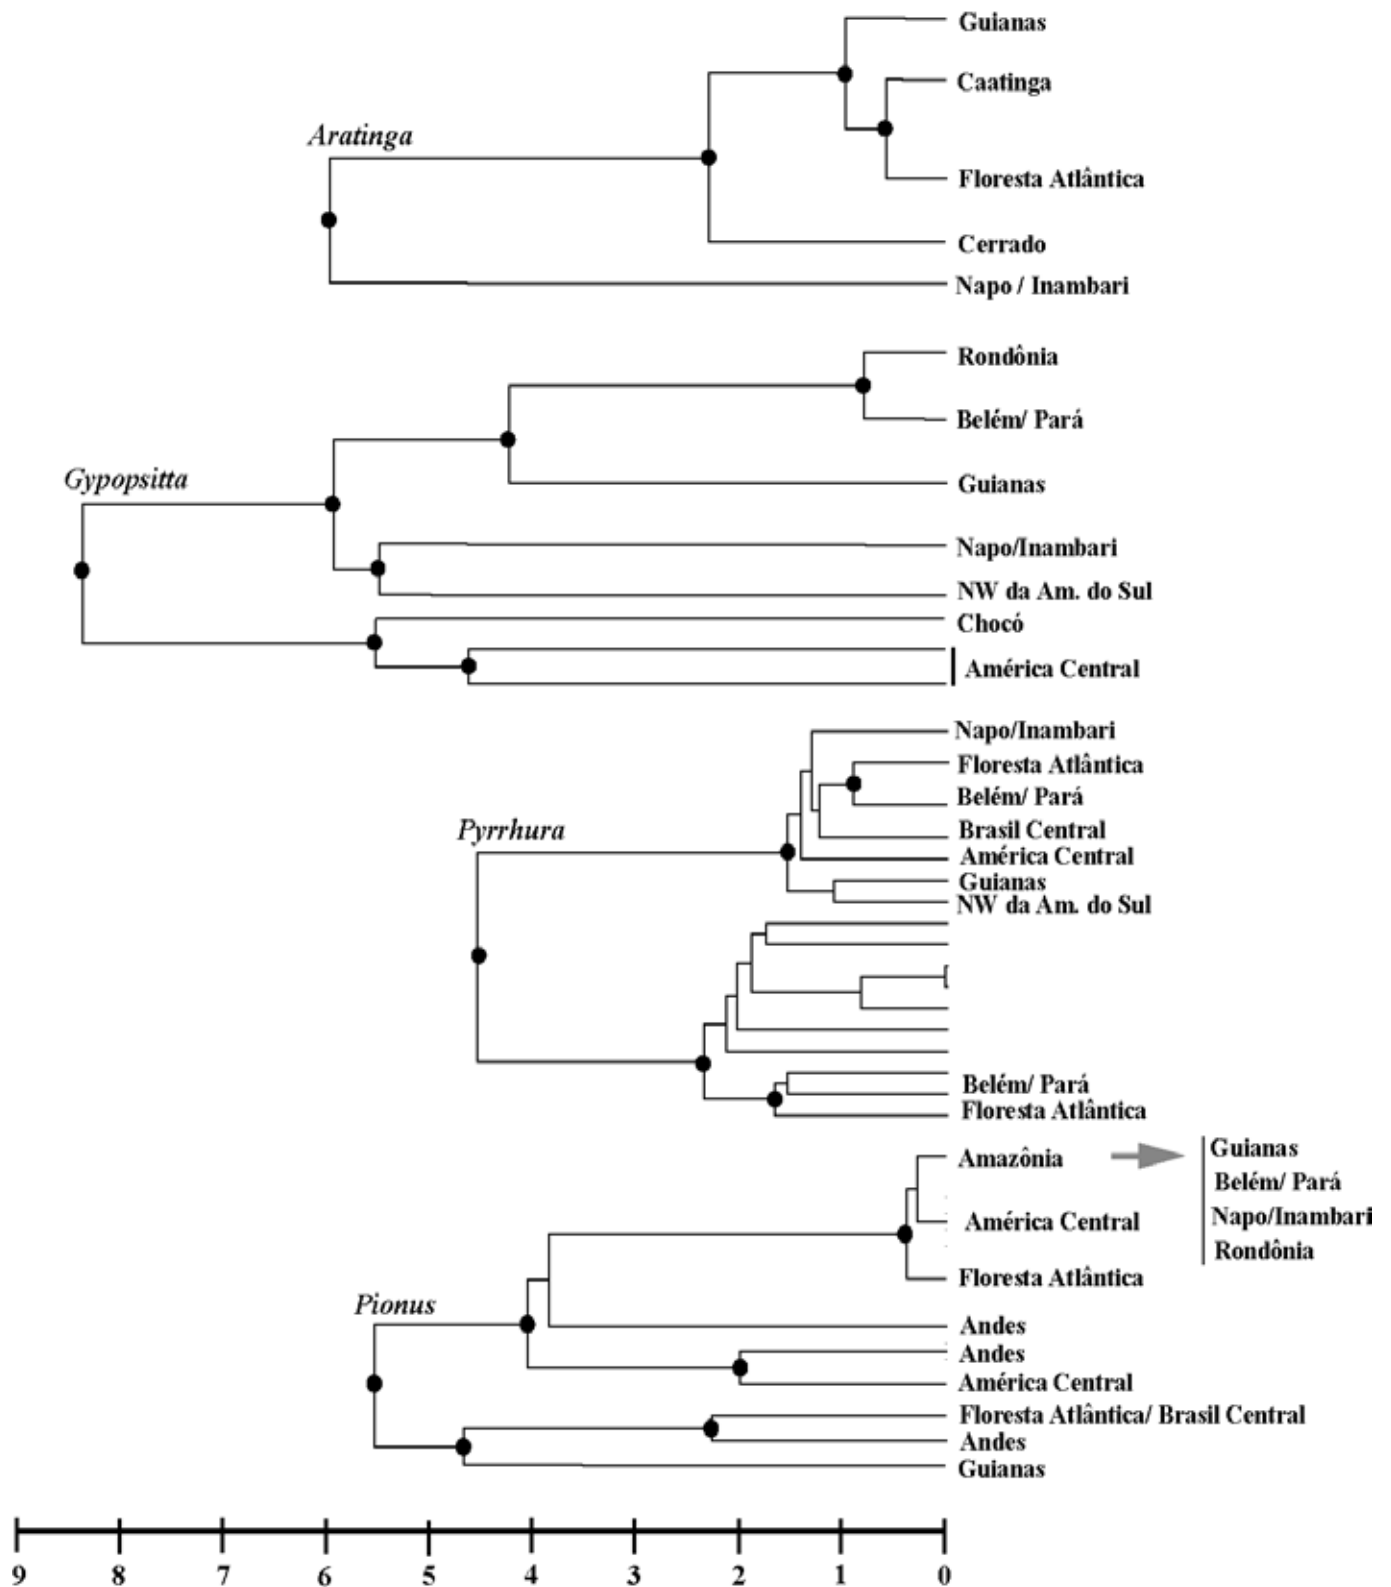 Guianas
Caatinga
Aratinga
Floresta Atlântica
Cerrado
Napo / Inambari
Rondônia
Belém/ Pará
Gypopsitta
Guianas
Napo/Inambari
NW da Am. do Sul
Chocó
América Central
Napo/Inambari
Floresta Atlântica
Belém/ Pará
Pyrrhura
Brasil Central
América Central
Guianas
NW da Am. do Sul
Belém/ Pará
Floresta Atlântica
Amazônia
Guianas
Belém/ Pará
Napo/Inambari
Rondônia
América Central
Floresta Atlântica
Pionus
Andes
Andes
América Central
Floresta Atlântica/ Brasil Central
Andes
Guianas
9 8 7 6 5 4 3 2 1 0